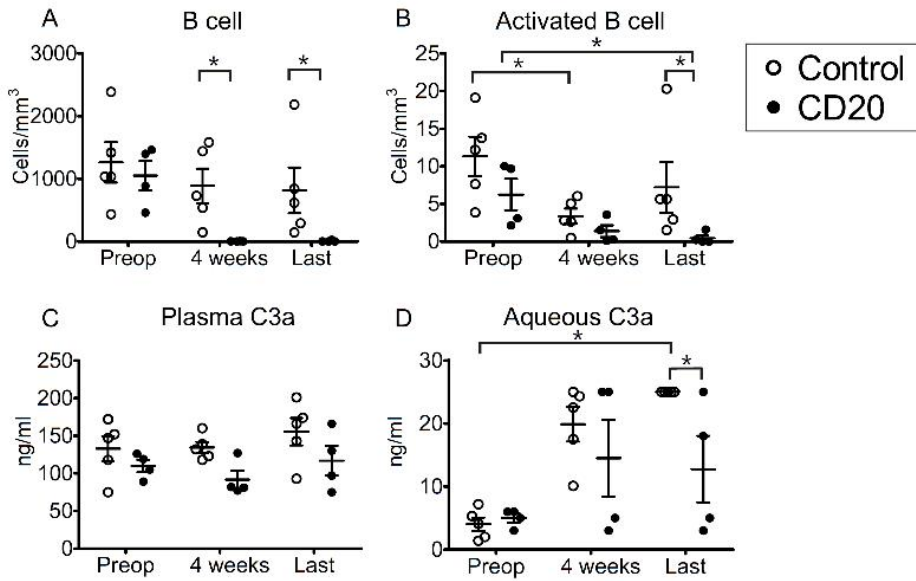 A B cell
Cells/mm³
3000
2000
1000
0
* *
Preop 4 weeks Last
B Activated B cell
Cells/mm³
25
20
15
10
5
0
*
* *
Preop 4 weeks Last
Control
CD20
C Plasma C3a
ng/ml
250
200
150
100
50
0
Preop 4 weeks Last
D Aqueous C3a
ng/ml
30
20
10
0
*
*
Preop 4 weeks Last